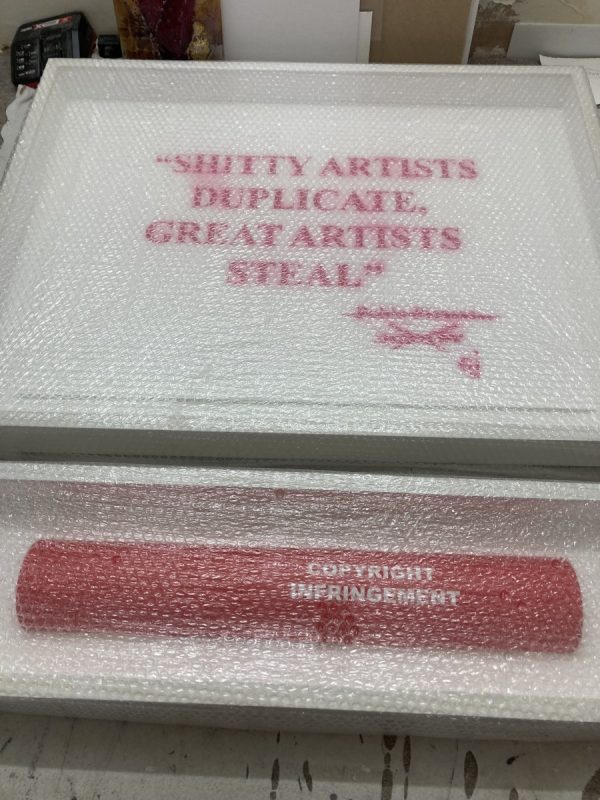 “SHITTY ARTISTS
DUPLICATE,
GREAT ARTISTS
STEAL”
COPYRIGHT
INFRINGEMENT